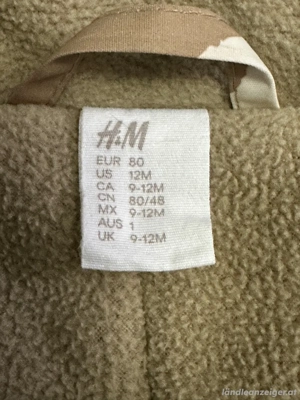 H&M
EUR 80
US 12M
CA 9-12M
CN 80/48
MX 9-12M
AUS 1
UK 9-12M
ländleanzeiger.at